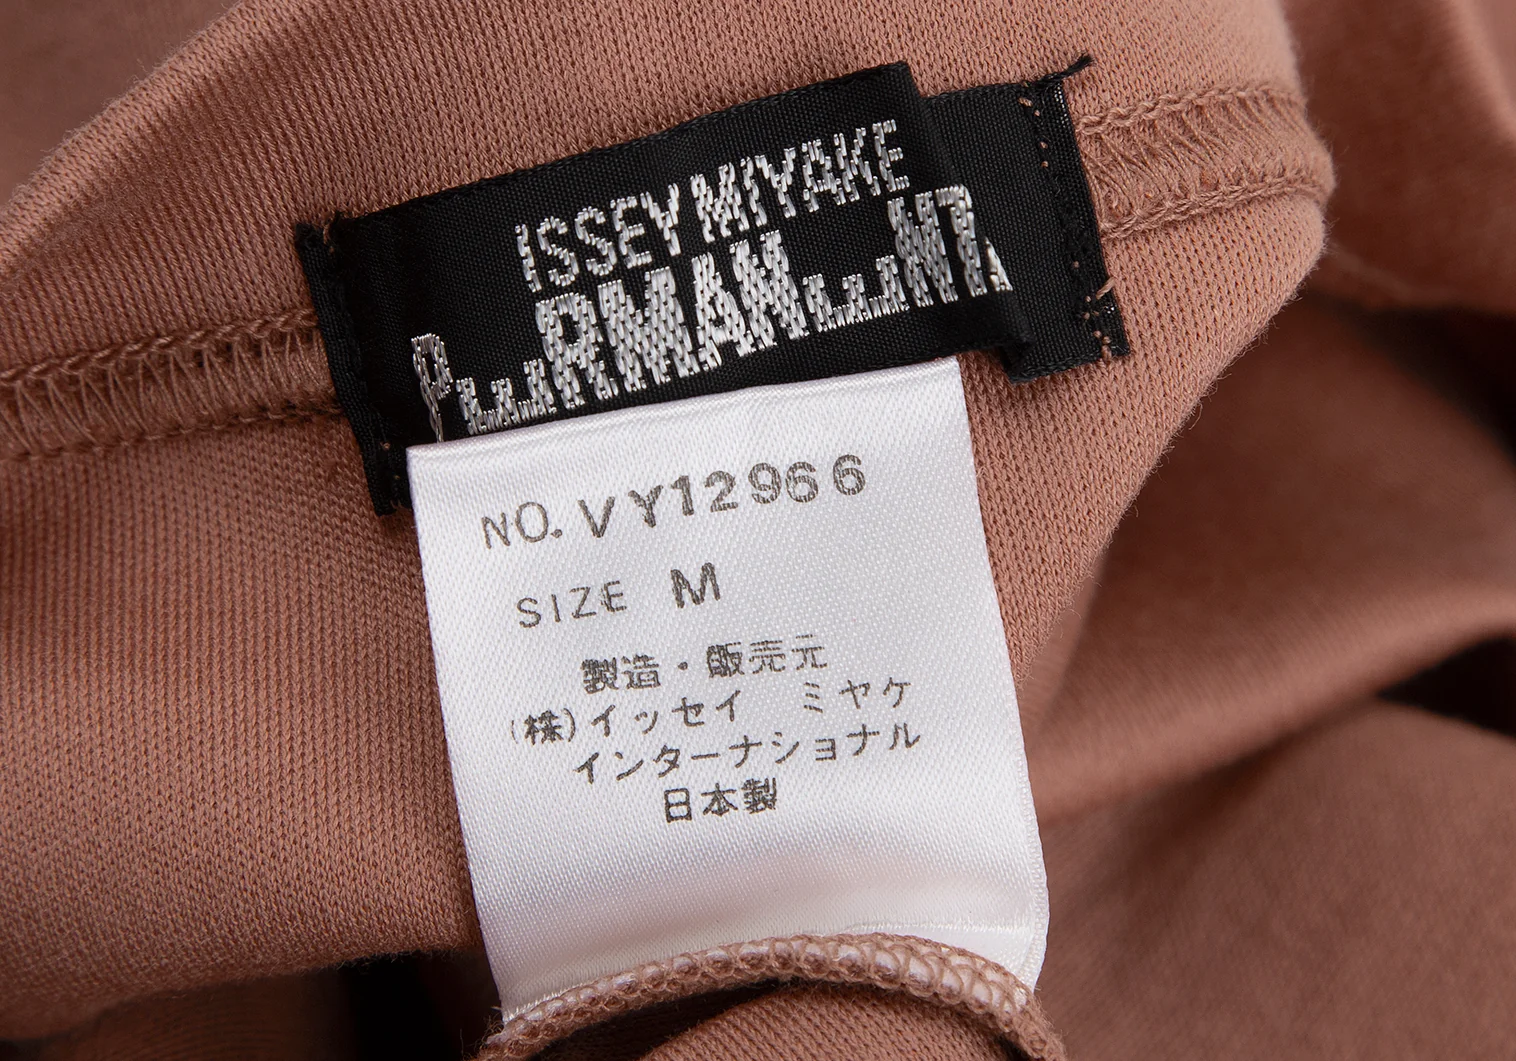 ISSEY MIYAKE
PERMANENTE
NO. VY12966
SIZE M
製造・販売元
(株)イッセイ ミヤケ
インターナショナル
日本製